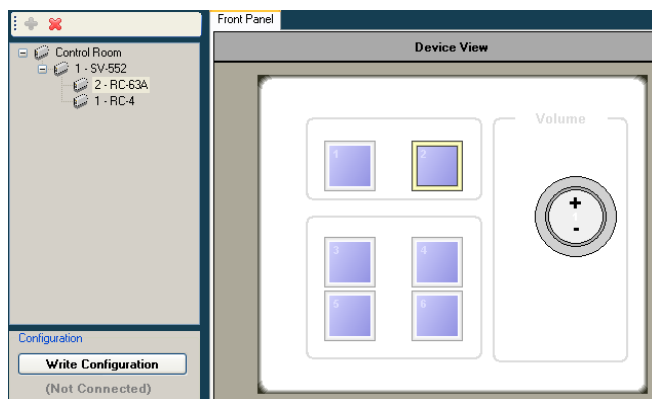 Front Panel
Control Room
1 - SV-552
2 - RC-63A
1 - RC-4
Configuration
Write Configuration
(Not Connected)
Device View
1
2
3
4
5
6
Volume
+
1
-